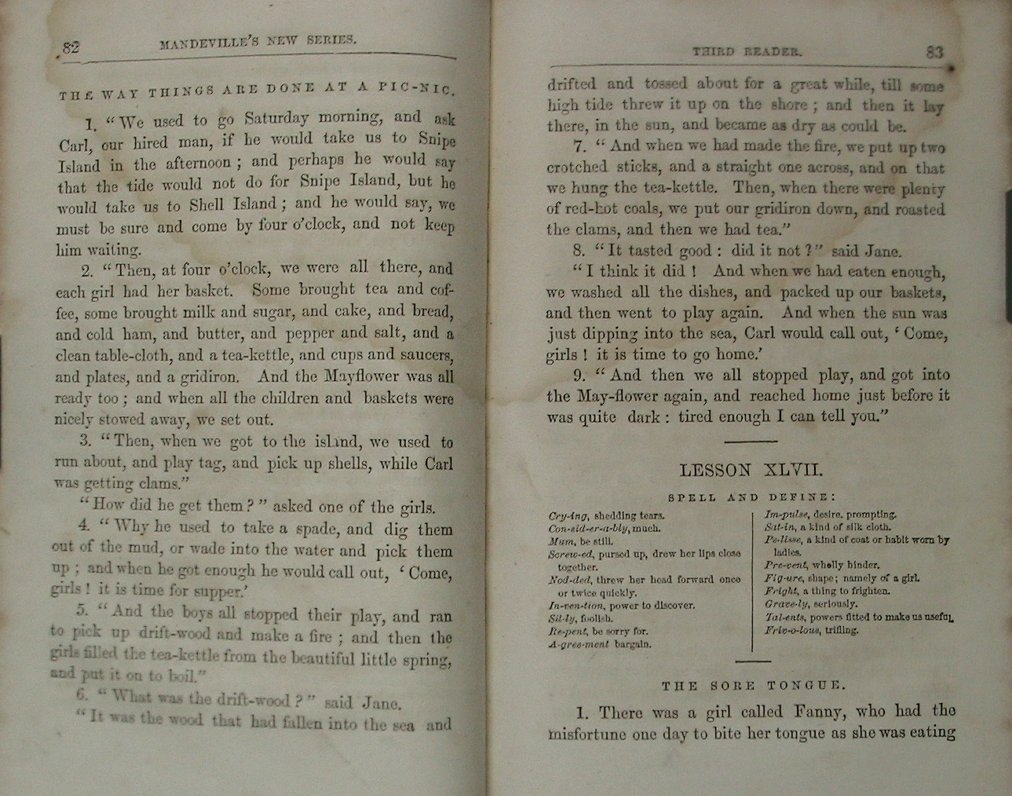 82 MANDEVILLE'S NEW SERIES.
THE WAY THINGS ARE DONE AT A PIC-NIC.
1. "We used to go Saturday morning, and ask
Carl, our hired man, if he would take us to Snipe
Island in the afternoon ; and perhaps he would say
that the tide would not do for Snipe Island, but he
would take us to Shell Island ; and he would say, we
must be sure and come by four o'clock, and not keep
him waiting.
2. "Then, at four o'clock, we were all there, and
each girl had her basket. Some brought tea and cof-
fee, some brought milk and sugar, and cake, and bread,
and cold ham, and butter, and pepper and salt, and a
clean table-cloth, and a tea-kettle, and cups and saucers,
and plates, and a gridiron. And the Mayflower was all
ready too ; and when all the children and baskets were
nicely stowed away, we set out.
3. "Then, when we got to the island, we used to
run about, and play tag, and pick up shells, while Carl
was getting clams."
"How did he get them ?" asked one of the girls.
4. "Why he used to take a spade, and dig them
out of the mud, or wade into the water and pick them
up ; and when he got enough he would call out, 'Come,
girls ! it is time for supper.'
5. "And the boys all stopped their play, and ran
to pick up drift-wood and make a fire ; and then the
girls filled the tea-kettle from the beautiful little spring,
and put it on to boil."
6. "What was the drift-wood ?" said Jane.
"It was the wood that had fallen into the sea and
THIRD READER. 83
drifted and tossed about for a great while, till some
high tide threw it up on the shore ; and then it lay
there, in the sun, and became as dry as could be.
7. "And when we had made the fire, we put up two
crotched sticks, and a straight one across, and on that
we hung the tea-kettle. Then, when there were plenty
of red-hot coals, we put our gridiron down, and roasted
the clams, and then we had tea."
8. "It tasted good : did it not ?" said Jane.
"I think it did ! And when we had eaten enough,
we washed all the dishes, and packed up our baskets,
and then went to play again. And when the sun was
just dipping into the sea, Carl would call out, 'Come,
girls ! it is time to go home.'
9. "And then we all stopped play, and got into
the May-flower again, and reached home just before it
was quite dark : tired enough I can tell you."
LESSON XLVII.
SPELL AND DEFINE:
Cry-ing, shedding tears.
Con-sid-er-a-bly, much.
Mum, be still.
Screw-ed, pursed up, drew her lips close
together.
Nod-ded, threw her head forward once
or twice quickly.
In-ven-tion, power to discover.
Sil-ly, foolish.
Re-pent, be sorry for.
A-gree-ment bargain.
Im-pulse, desire, prompting.
Sat-in, a kind of silk cloth.
Pe-lisse, a kind of coat or habit worn by
ladies.
Pre-vent, wholly hinder.
Fig-ure, shape; namely of a girl.
Fright, a thing to frighten.
Grave-ly, seriously.
Tal-ents, powers fitted to make us useful.
Friv-o-lous, trifling.
THE SORE TONGUE.
1. There was a girl called Fanny, who had the
misfortune one day to bite her tongue as she was eating